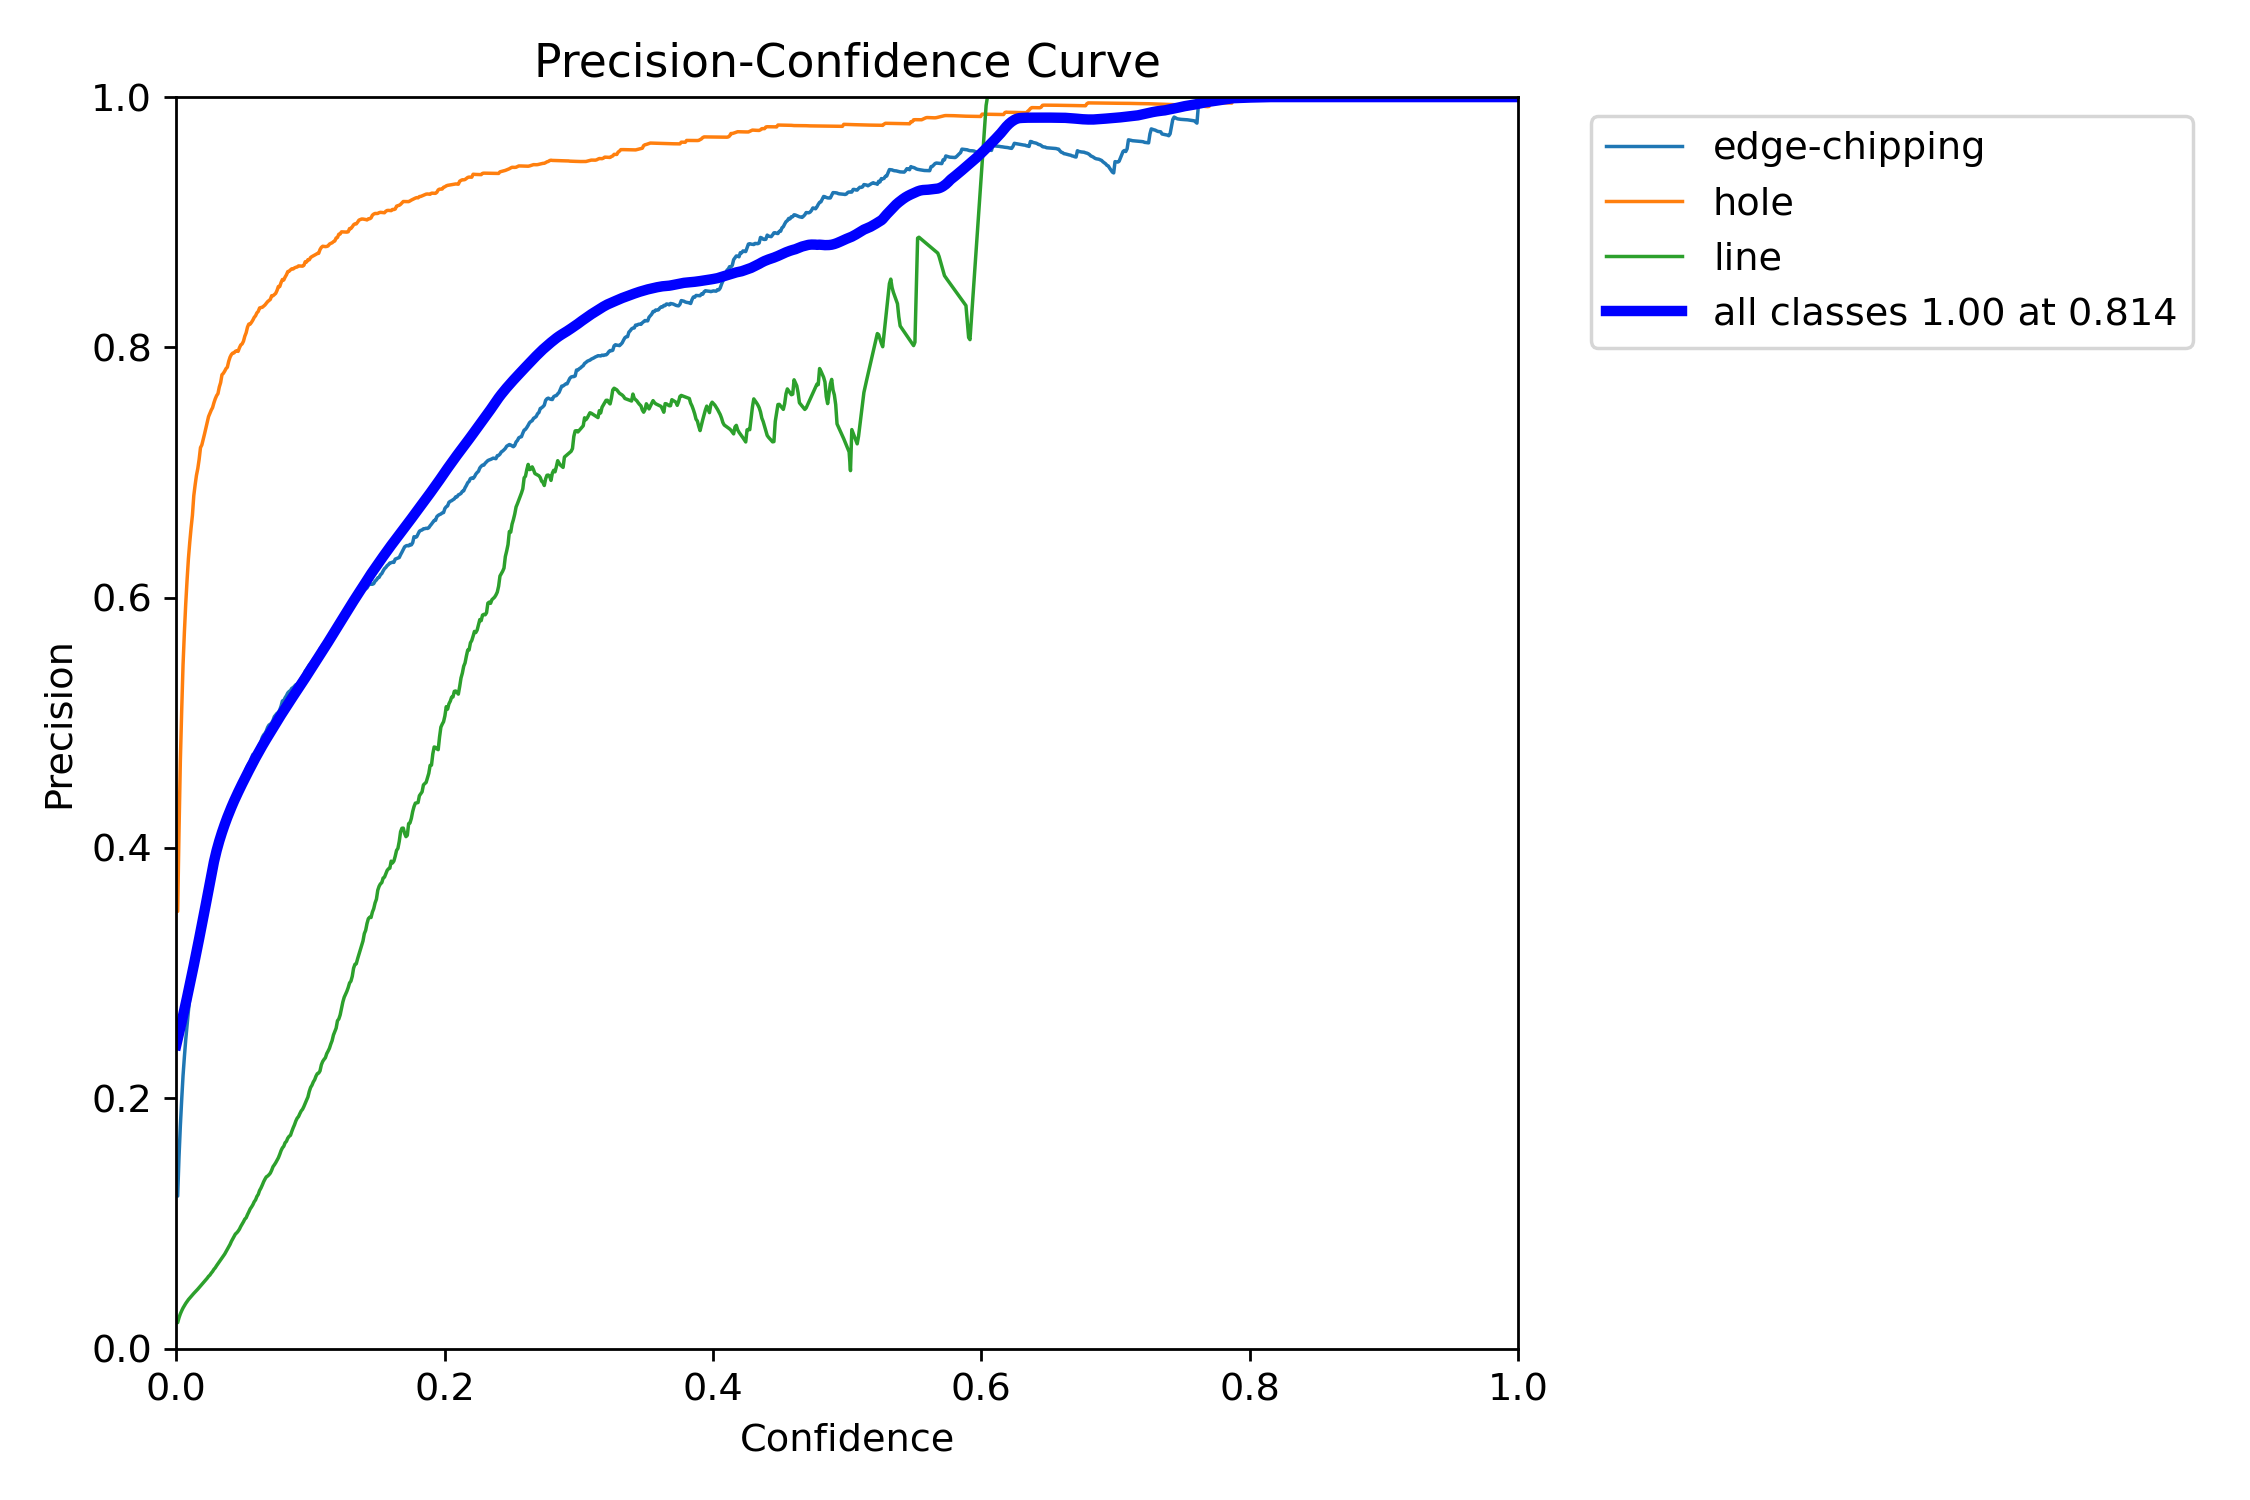 Precision-Confidence Curve
1.0
0.8
0.6
0.4
0.2
0.0
Precision
0.0 0.2 0.4 0.6 0.8 1.0
Confidence
edge-chipping
hole
line
all classes 1.00 at 0.814